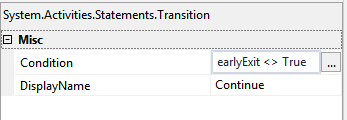 System.Activities.Statements.Transition
Misc
Condition earlyExit <> True ...
DisplayName Continue